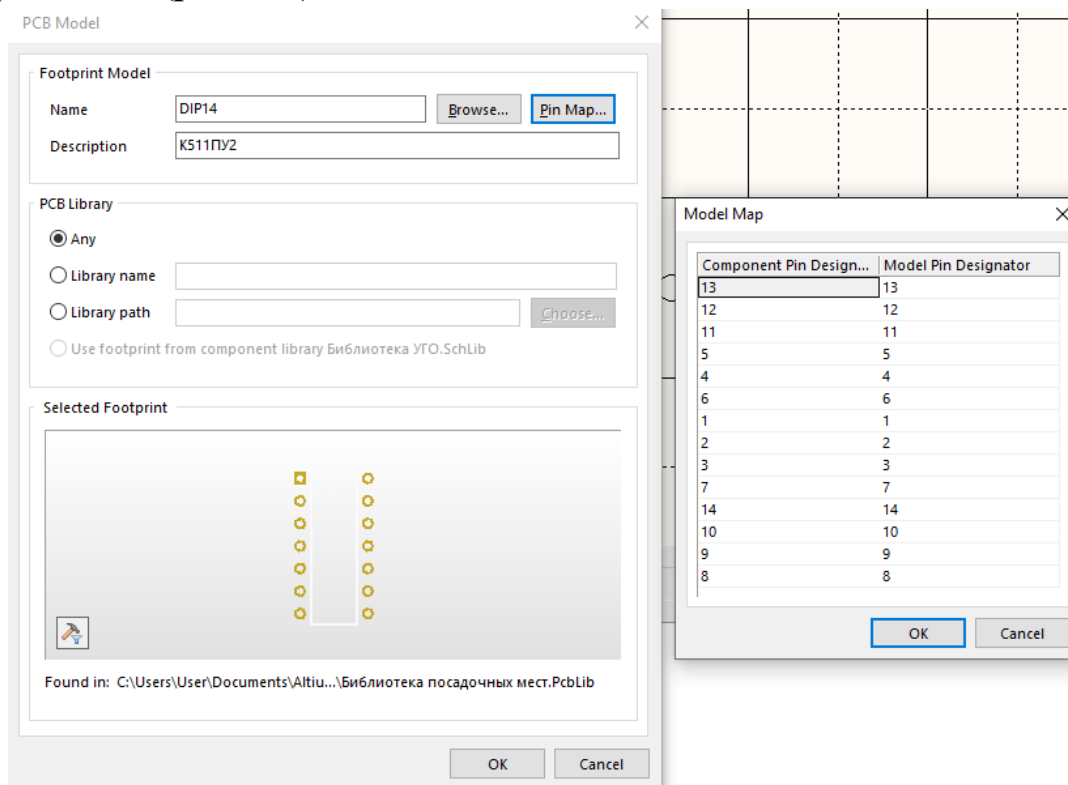 PCB Model
Footprint Model
Name DIP14 Browse... Pin Map...
Description К511ПУ2
PCB Library
Any
Library name
Library path Choose...
Use footprint from component library Библиотека УГО.SchLib
Selected Footprint
Found in: C:\Users\User\Documents\Altiu...\Библиотека посадочных мест.PcbLib
OK Cancel
Model Map
Component Pin Design... Model Pin Designator
13 13
12 12
11 11
5 5
4 4
6 6
1 1
2 2
3 3
7 7
14 14
10 10
9 9
8 8
OK Cancel